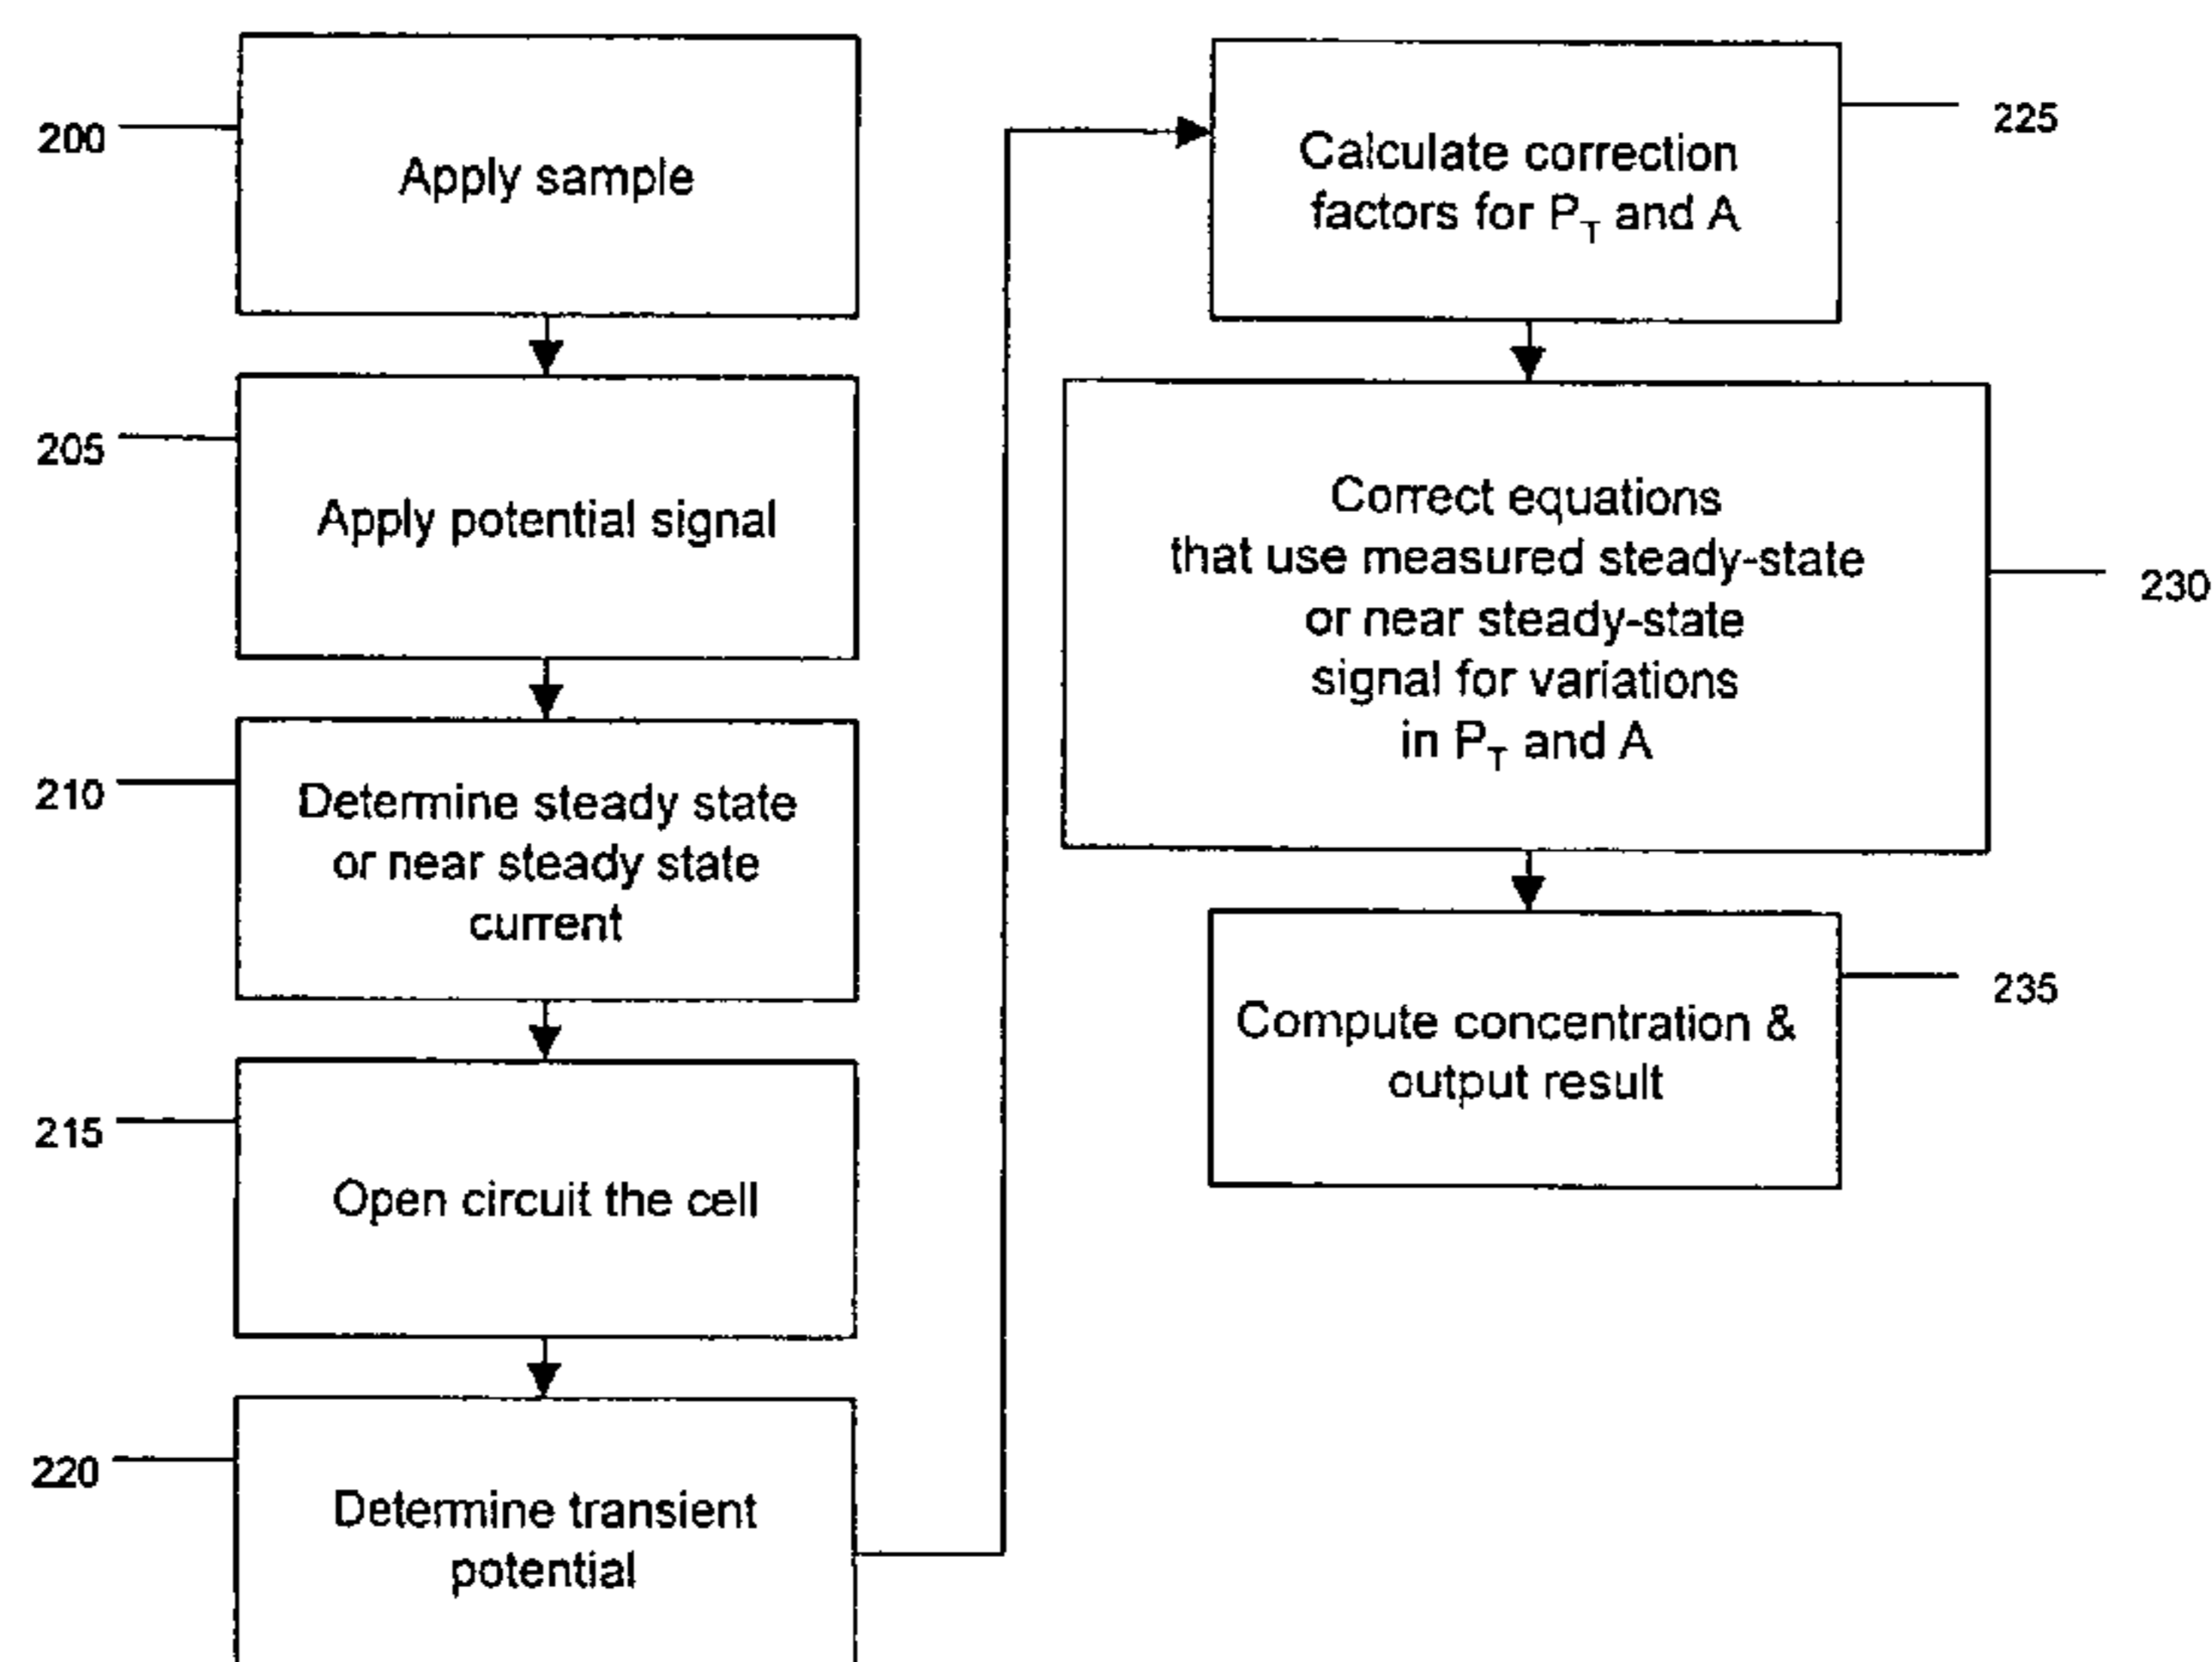 200
Apply sample
205
Apply potential signal
210
Determine steady state
or near steady state
current
215
Open circuit the cell
220
Determine transient
potential
225
Calculate correction
factors for P_T and A
230
Correct equations
that use measured steady-state
or near steady-state
signal for variations
in P_T and A
235
Compute concentration &
output result